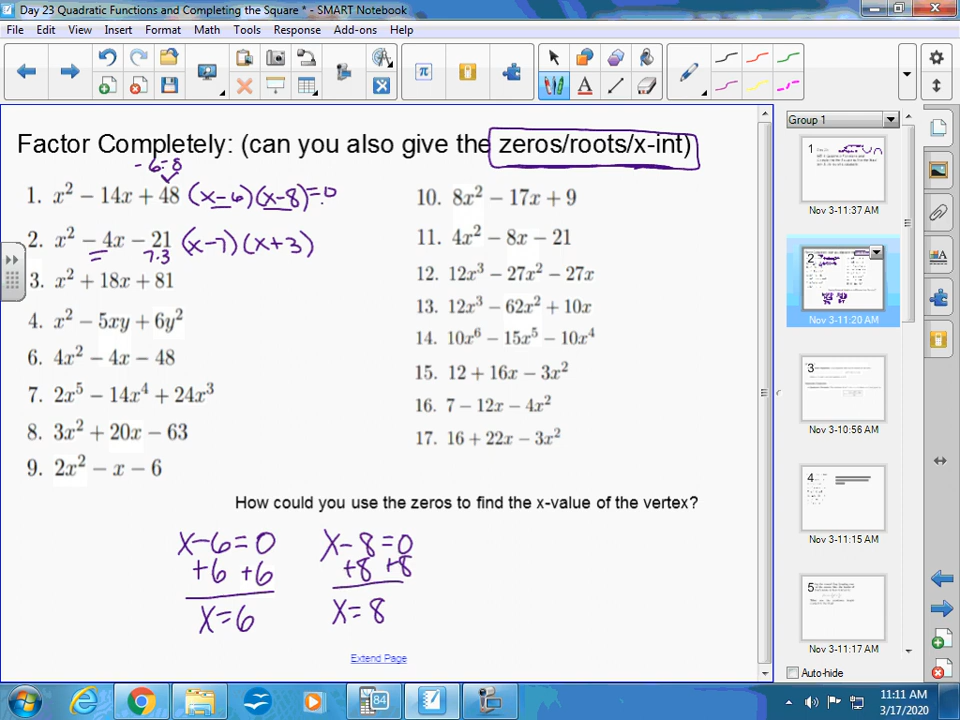 Day 23 Quadratic Functions and Completing the Square * - SMART Notebook
File Edit View Insert Format Math Tools Response Add-ons Help
Factor Completely: (can you also give the zeros/roots/x-int)
-6·-8
1. x² − 14x + 48 (x-6)(x-8)=0
2. x² − 4x − 21 (x-7)(x+3)
7·3
3. x² + 18x + 81
4. x² − 5xy + 6y²
6. 4x² − 4x − 48
7. 2x⁵ − 14x⁴ + 24x³
8. 3x² + 20x − 63
9. 2x² − x − 6
10. 8x² − 17x + 9
11. 4x² − 8x − 21
12. 12x³ − 27x² − 27x
13. 12x³ − 62x² + 10x
14. 10x⁶ − 15x⁵ − 10x⁴
15. 12 + 16x − 3x²
16. 7 − 12x − 4x²
17. 16 + 22x − 3x²
How could you use the zeros to find the x-value of the vertex?
x-6=0 x-8=0
+6 +6 +8 +8
x=6 x=8
Extend Page
Group 1
1
Nov 3-11:37 AM
2
Nov 3-11:20 AM
3
Nov 3-10:56 AM
4
Nov 3-11:15 AM
5
Nov 3-11:17 AM
Auto-hide
84
11:11 AM
3/17/2020